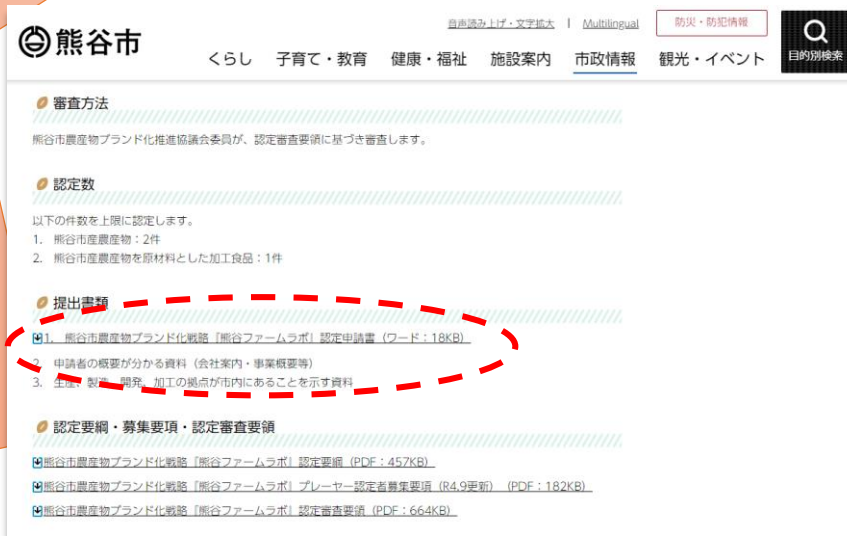 音声読み上げ・文字拡大 | Multilingual 防災・防犯情報
熊谷市
目的別検索
くらし 子育て・教育 健康・福祉 施設案内 市政情報 観光・イベント
審査方法
熊谷市農産物ブランド化推進協議会委員が、認定審査要領に基づき審査します。
認定数
以下の件数を上限に認定します。
1. 熊谷市産農産物:2件
2. 熊谷市産農産物を原材料とした加工食品:1件
提出書類
1. 熊谷市農産物ブランド化戦略『熊谷ファームラボ』認定申請書(ワード:18KB)
2. 申請者の概要が分かる資料(会社案内・事業概要等)
3. 生産、製造、開発、加工の拠点が市内にあることを示す資料
認定要綱・募集要項・認定審査要領
熊谷市農産物ブランド化戦略『熊谷ファームラボ』認定要綱(PDF:457KB)
熊谷市農産物ブランド化戦略『熊谷ファームラボ』プレーヤー認定者募集要項(R4.9更新)(PDF:182KB)
熊谷市農産物ブランド化戦略『熊谷ファームラボ』認定審査要領(PDF:664KB)